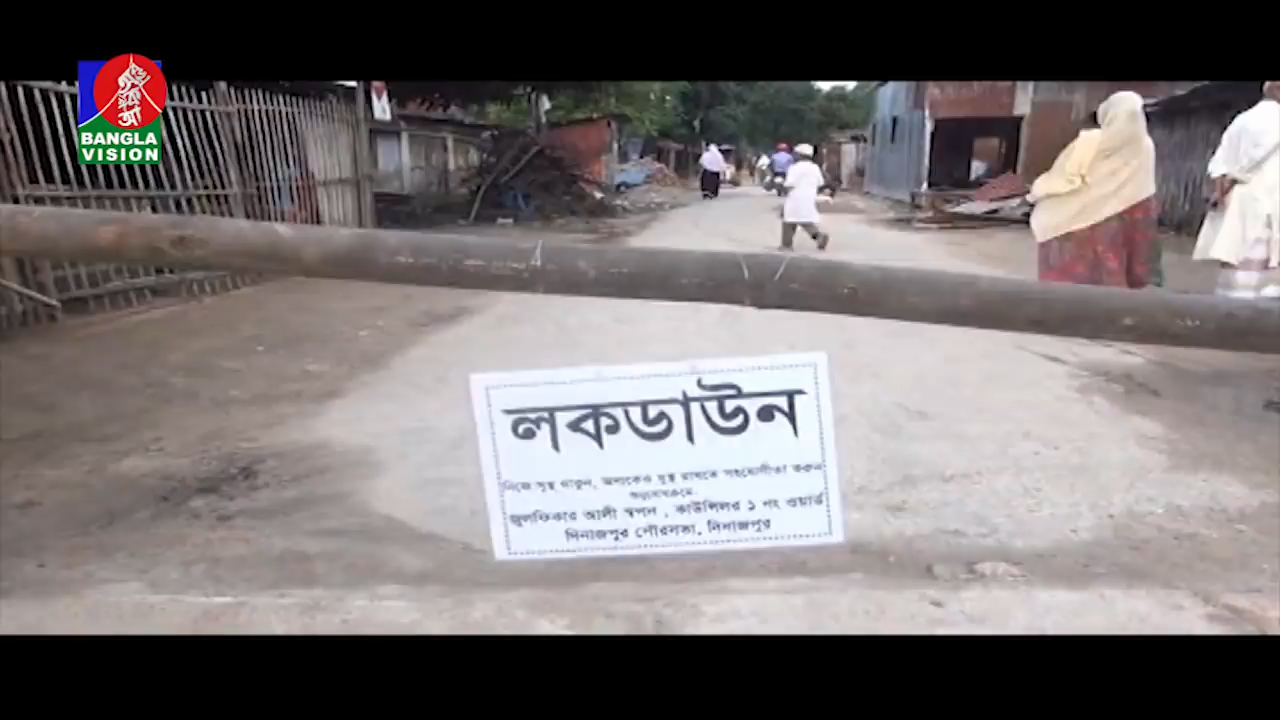 BANGLA
VISION
লকডাউন
নিজে সুস্থ থাকুন, অন্যকেও সুস্থ রাখতে সহযোগীতা করুন
অনুরোধক্রমে
জুলফিকার আলী স্বপন, কাউন্সিলর ১ নং ওয়ার্ড
দিনাজপুর পৌরসভা, দিনাজপুর